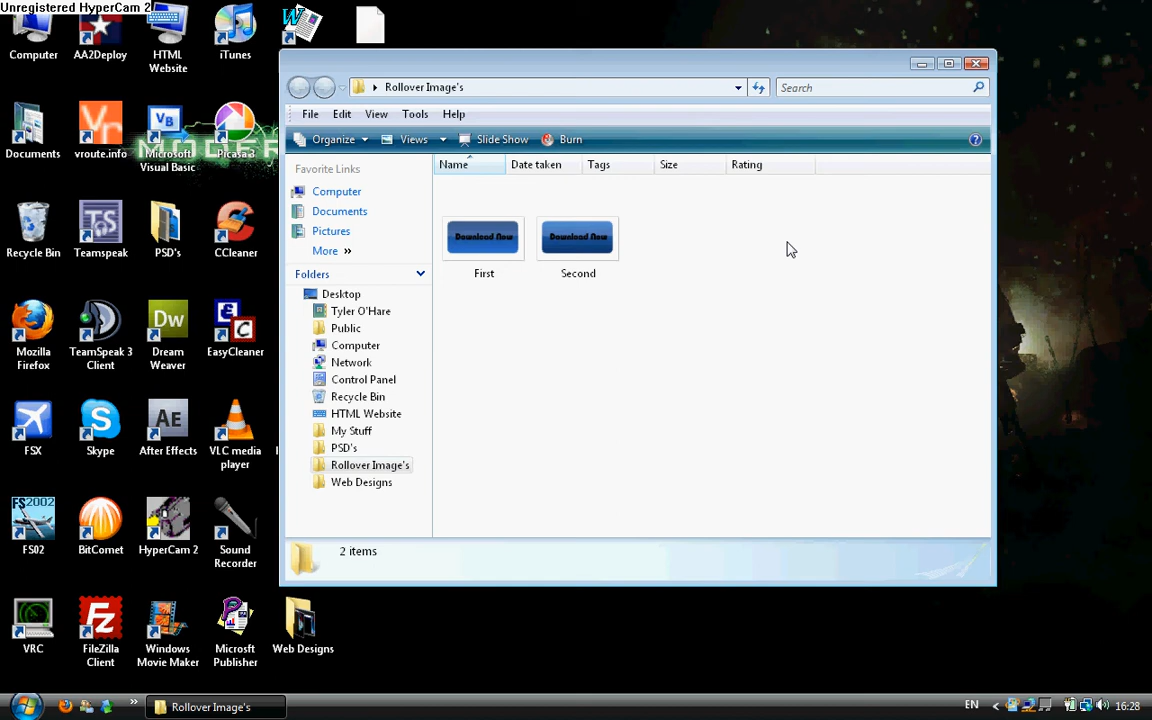 Unregistered HyperCam 2
Computer
AA2Deploy
HTML Website
iTunes
Documents
vroute.info
Microsoft Visual Basic
Picasa 3
Recycle Bin
Teamspeak
PSD's
CCleaner
Mozilla Firefox
TeamSpeak 3 Client
Dream Weaver
EasyCleaner
FSX
Skype
After Effects
VLC media player
FS02
BitComet
HyperCam 2
Sound Recorder
VRC
FileZilla Client
Windows Movie Maker
Microsft Publisher
Web Designs
Rollover Image's
Search
File Edit View Tools Help
Organize Views Slide Show Burn
Favorite Links
Computer
Documents
Pictures
More »
Folders
Desktop
Tyler O'Hare
Public
Computer
Network
Control Panel
Recycle Bin
HTML Website
My Stuff
PSD's
Rollover Image's
Web Designs
Name Date taken Tags Size Rating
Download Now Download Now
First Second
2 items
Rollover Image's
EN
16:28